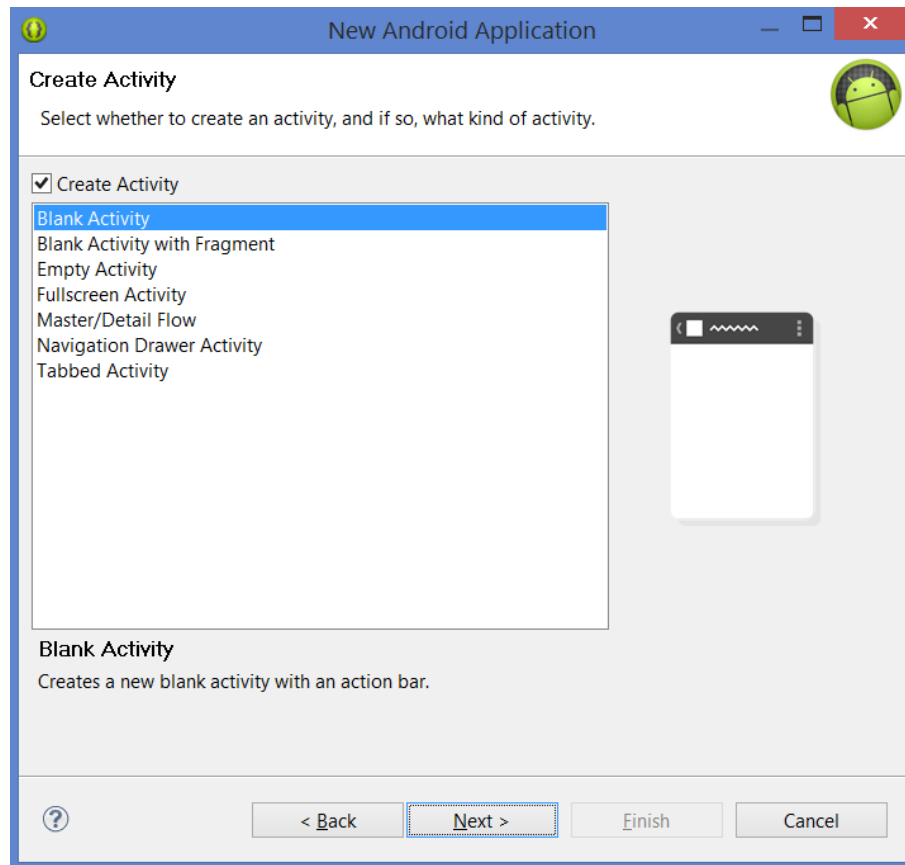 New Android Application
Create Activity
Select whether to create an activity, and if so, what kind of activity.
Create Activity
Blank Activity
Blank Activity with Fragment
Empty Activity
Fullscreen Activity
Master/Detail Flow
Navigation Drawer Activity
Tabbed Activity
Blank Activity
Creates a new blank activity with an action bar.
? < Back Next > Finish Cancel